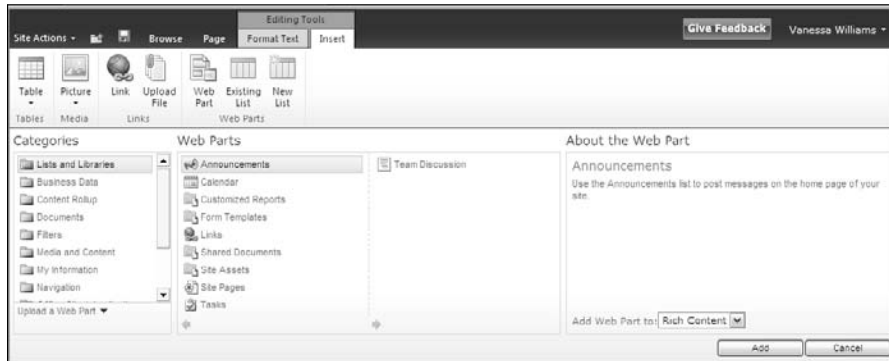 Editing Tools
Site Actions Browse Page Format Text Insert Give Feedback Vanessa Williams
Table Picture Link Upload File Web Part Existing List New List
Tables Media Links Web Parts
Categories
Lists and Libraries
Business Data
Content Rollup
Documents
Filters
Media and Content
My Information
Navigation
Upload a Web Part
Web Parts
Announcements
Calendar
Customized Reports
Form Templates
Links
Shared Documents
Site Assets
Site Pages
Tasks
Team Discussion
About the Web Part
Announcements
Use the Announcements list to post messages on the home page of your
site.
Add Web Part to: Rich Content
Add Cancel